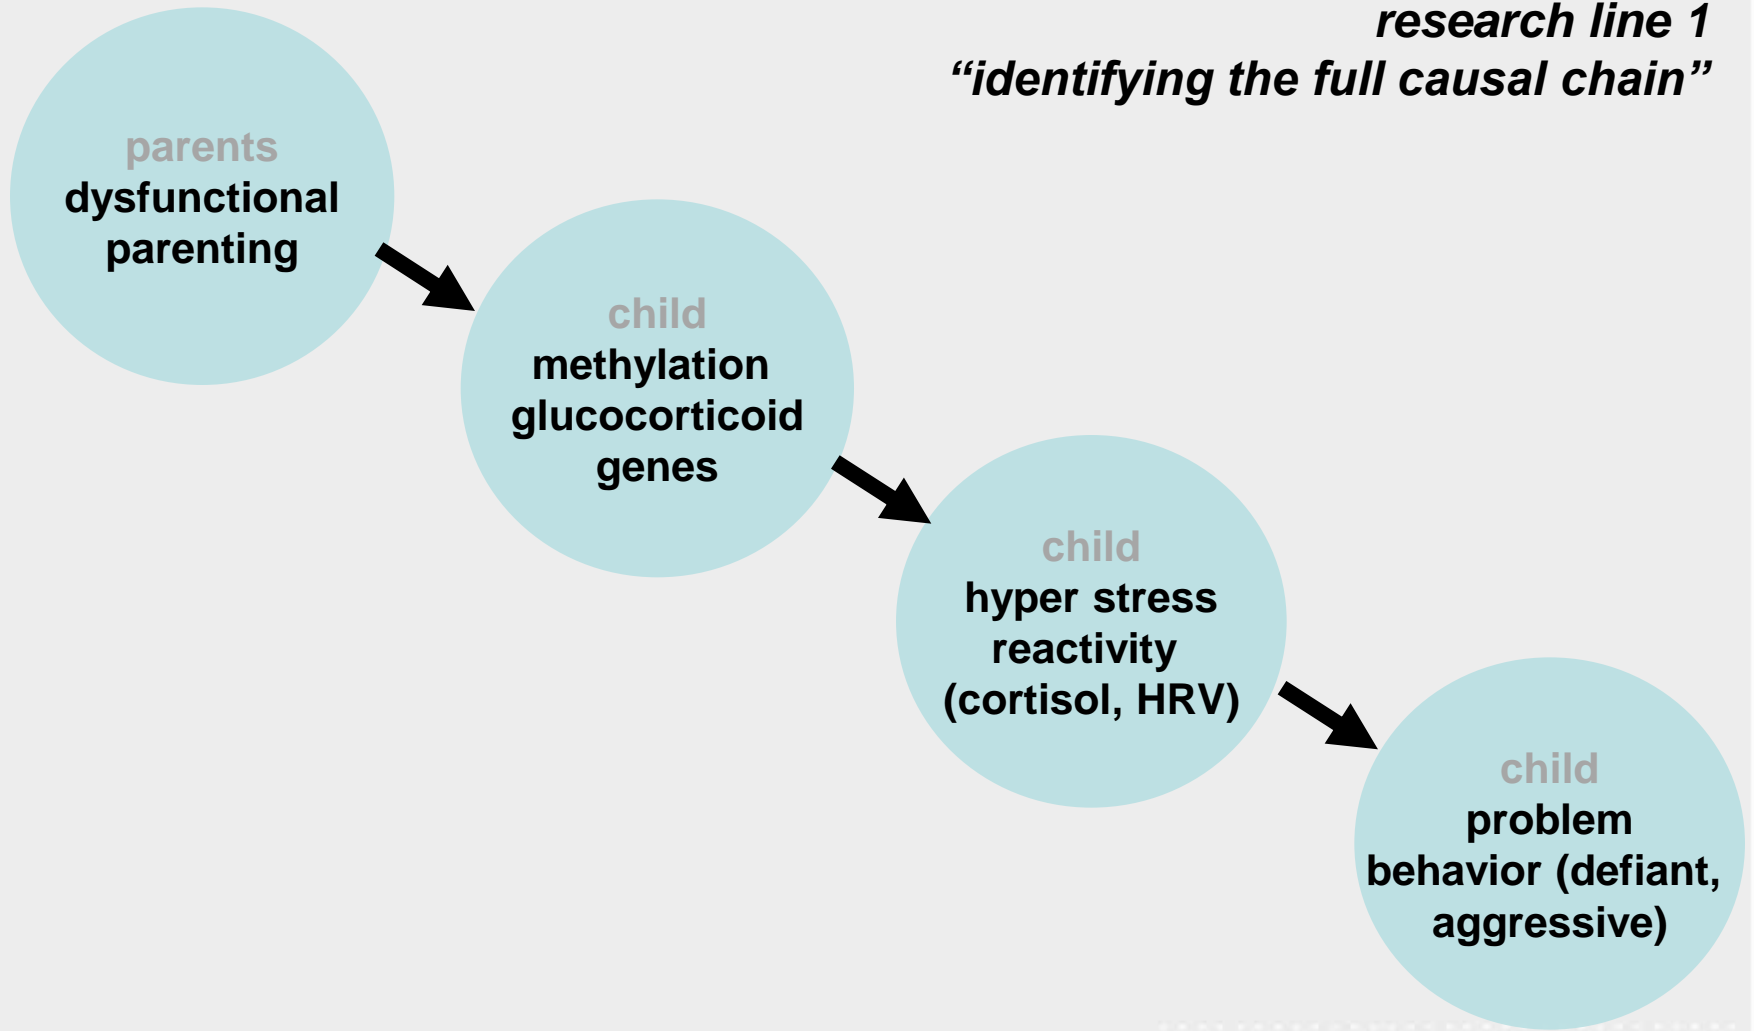 research line 1
“identifying the full causal chain”
parents
dysfunctional
parenting
child
methylation
glucocorticoid
genes
child
hyper stress
reactivity
(cortisol, HRV)
child
problem
behavior (defiant,
aggressive)